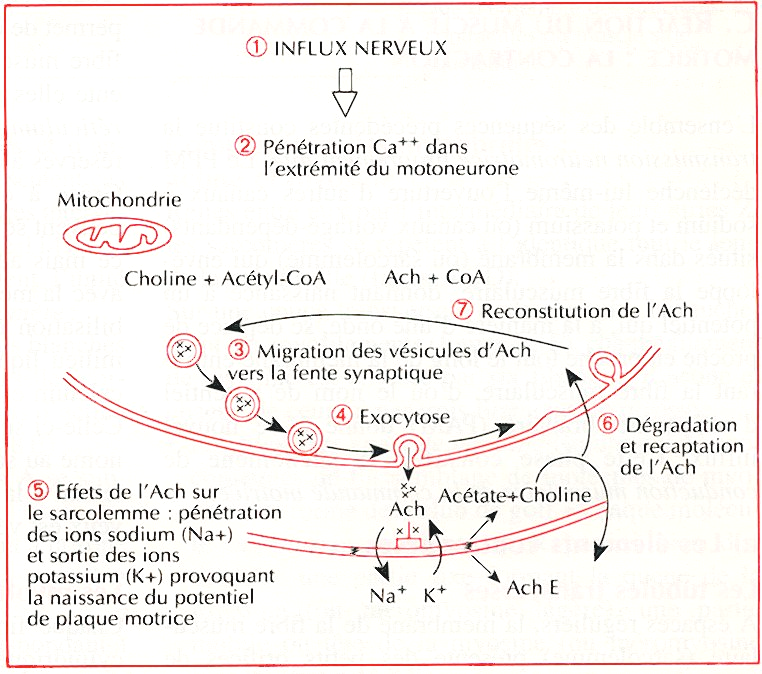 ① INFLUX NERVEUX
② Pénétration Ca++ dans
l'extrémité du motoneurone
Mitochondrie
Choline + Acétyl-CoA
Ach + CoA
⑦ Reconstitution de l'Ach
③ Migration des vésicules d'Ach
vers la fente synaptique
④ Exocytose
⑥ Dégradation
et recaptation
de l'Ach
⑤ Effets de l'Ach sur
le sarcolemme : pénétration
des ions sodium (Na+)
et sortie des ions
potassium (K+) provoquant
la naissance du potentiel
de plaque motrice
Ach
Acétate+Choline
Na+
K+
Ach E